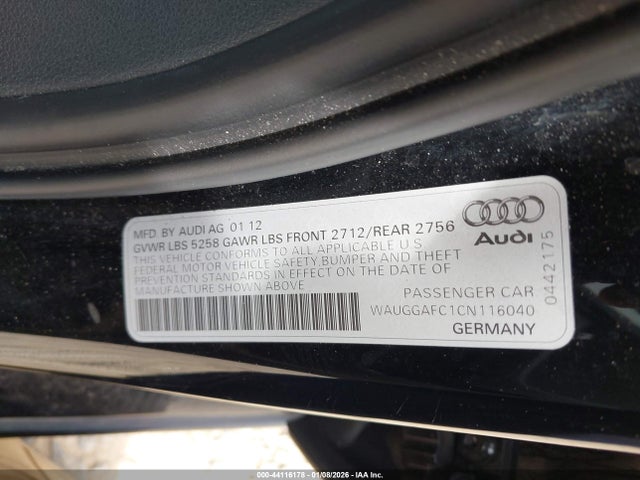 MFD. BY AUDI AG 01 12
GVWR LBS 5258 GAWR LBS FRONT 2712/REAR 2756
THIS VEHICLE CONFORMS TO ALL APPLICABLE U S
FEDERAL MOTOR VEHICLE SAFETY BUMPER AND THEFT
PREVENTION STANDARDS IN EFFECT ON THE DATE OF
MANUFACTURE SHOWN ABOVE
Audi
0442175
PASSENGER CAR
WAUGGAFC1CN116040
GERMANY
000-44116178 - 01/08/2026 - IAA Inc.